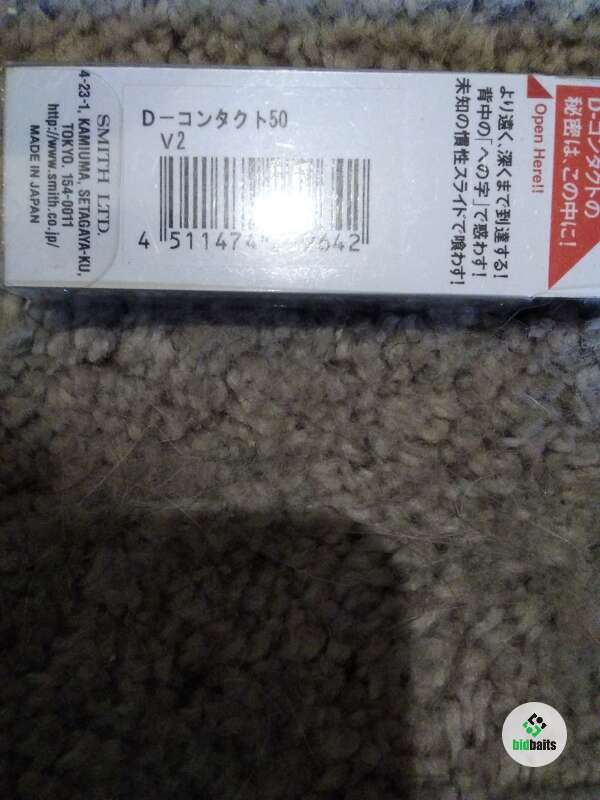 SMITH LTD.
4-23-1, KAMIUMA, SETAGAYA-KU,
TOKYO. 154-0011
http://www.smith.co.jp/
MADE IN JAPAN
D-コンタクト50
V2
4 511474 642
より遠く、深くまで到達する!
背中の「への字」で惑わす!
未知の慣性スライドで喰わす!
Open Here!!
D-コンタクトの
秘密は、この中に!
bidbaits